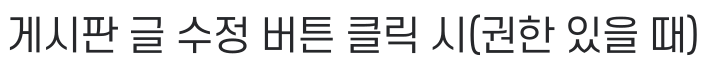 게시판 글 수정 버튼 클릭 시(권한 있을 때)